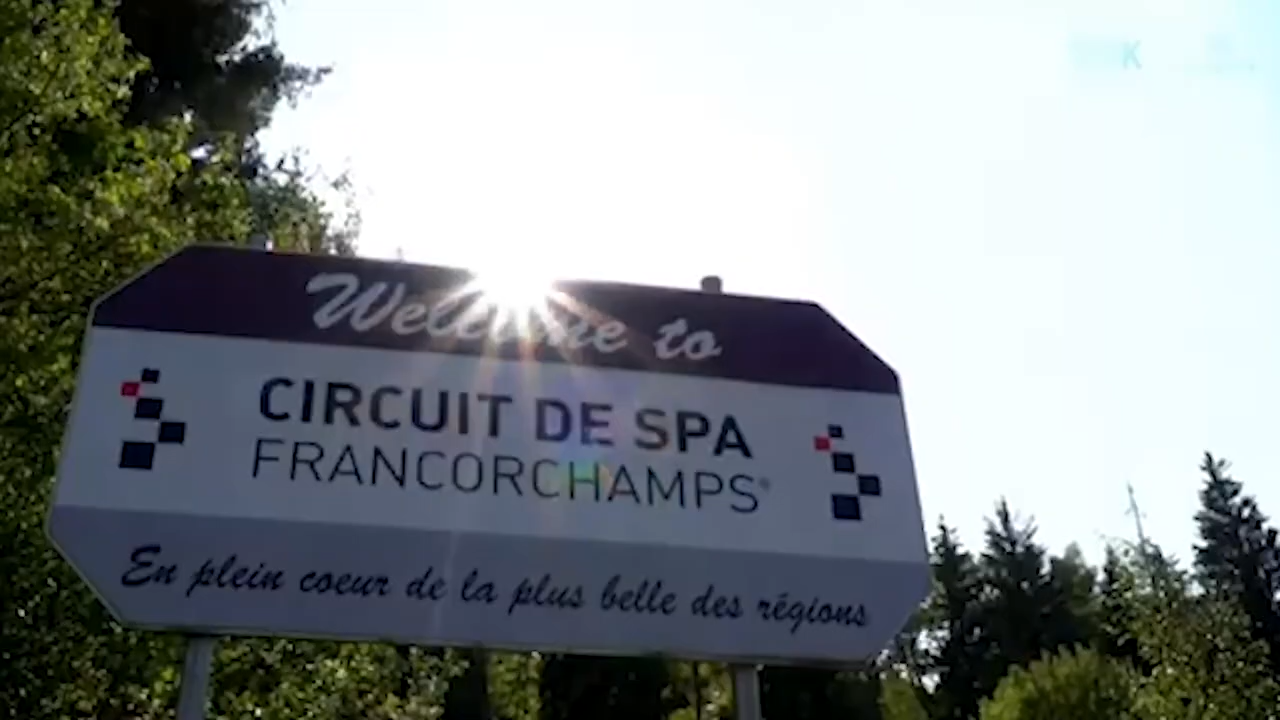 Welcome to
CIRCUIT DE SPA
FRANCORCHAMPS®
En plein coeur de la plus belle des régions